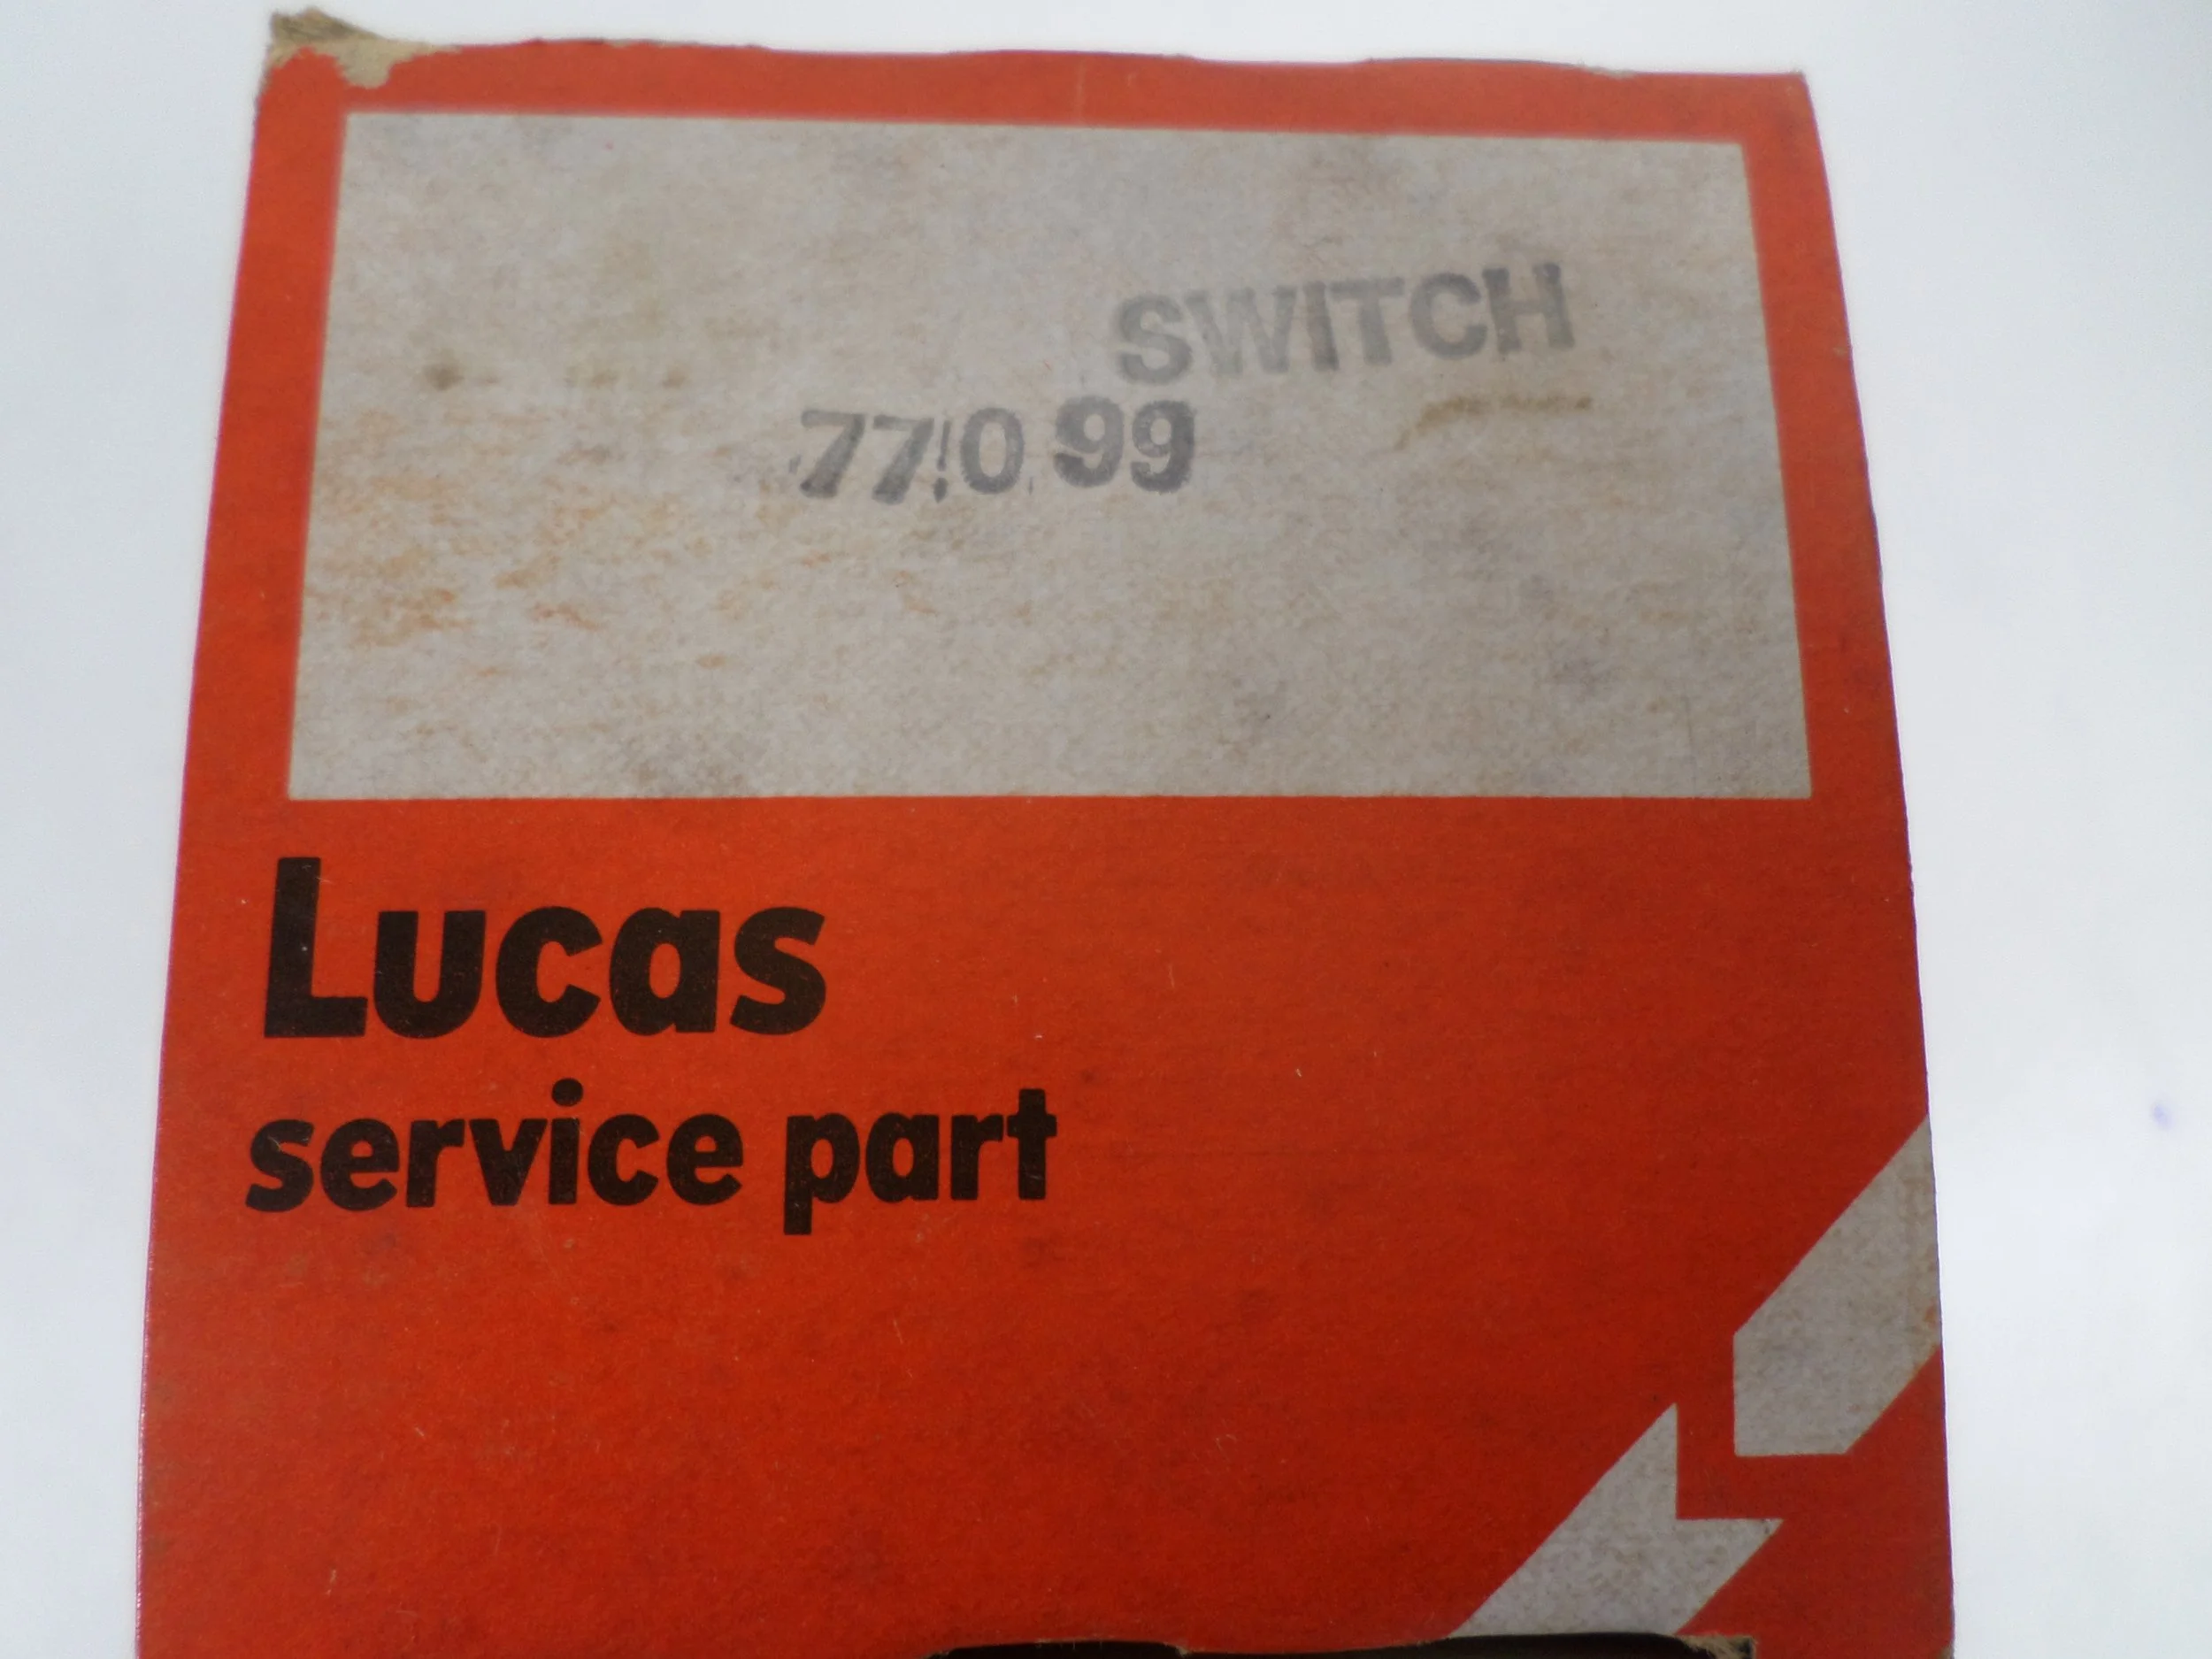 SWITCH
77!0 99
Lucas
service part